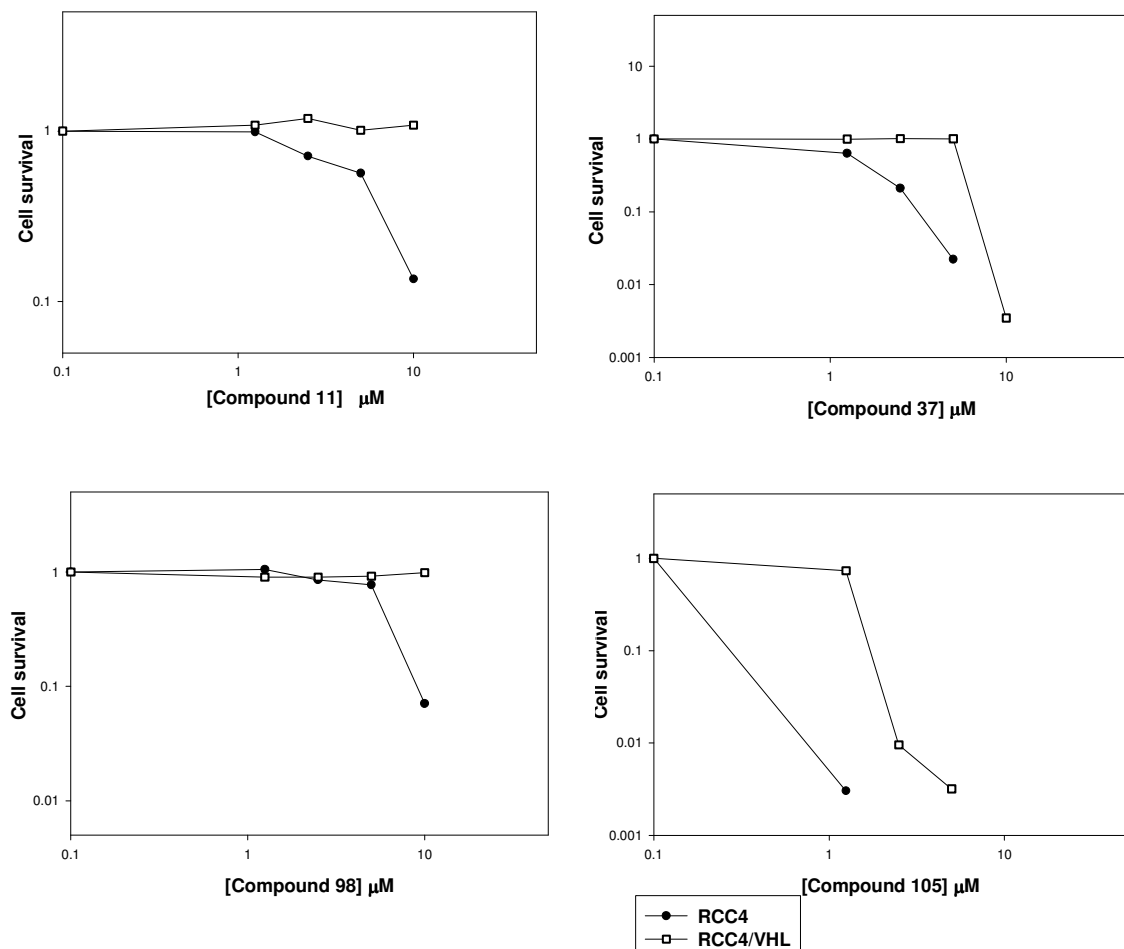 Cell survival
1
0.1
0.1
1
10
[Compound 11] μM
Cell survival
10
1
0.1
0.01
0.001
0.1
1
10
[Compound 37] μM
Cell survival
1
0.1
0.01
0.1
1
10
[Compound 98] μM
Cell survival
1
0.1
0.01
0.001
0.1
1
10
[Compound 105] μM
RCC4
RCC4/VHL